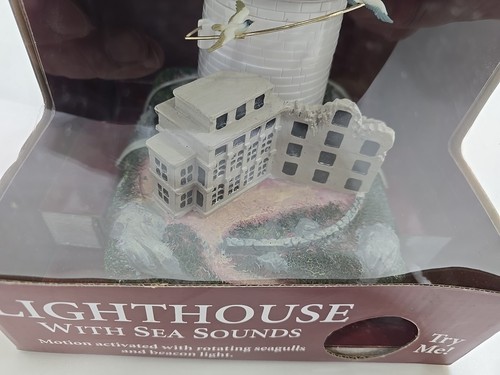 LIGHTHOUSE
WITH SEA SOUNDS
Motion activated with rotating seagulls
and beacon light.
Try
Me!